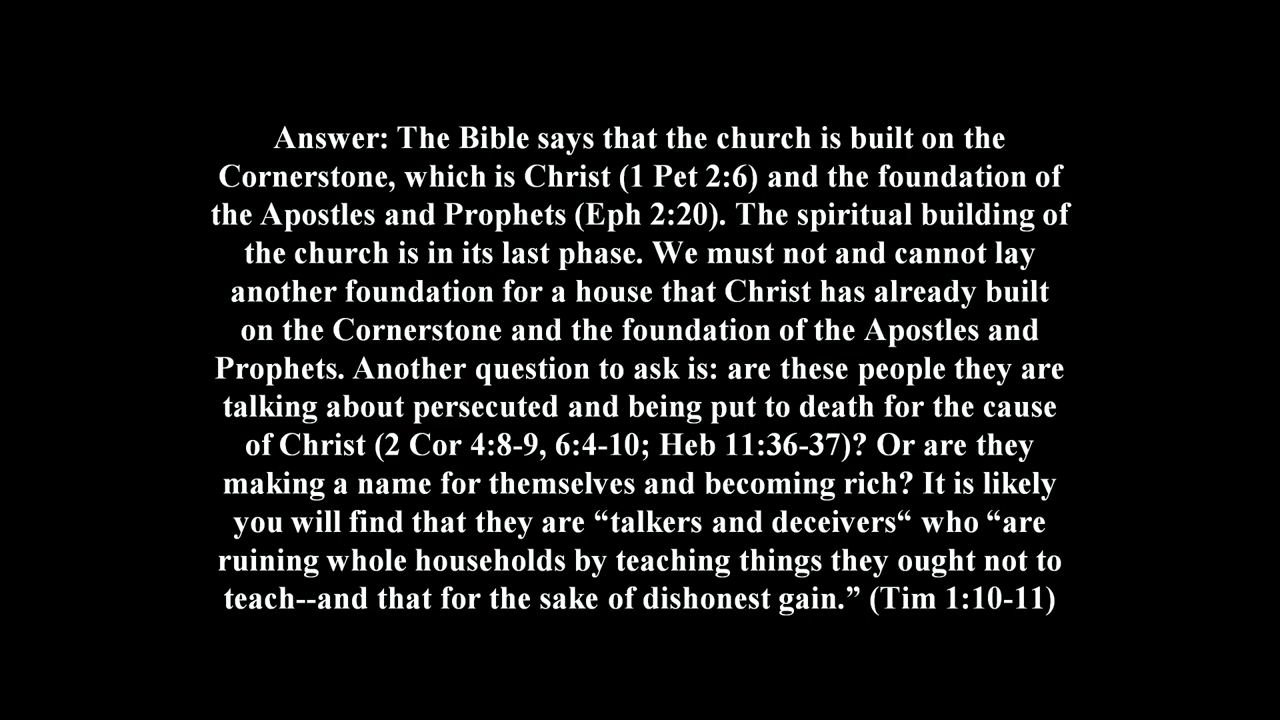 Answer: The Bible says that the church is built on the
Cornerstone, which is Christ (1 Pet 2:6) and the foundation of
the Apostles and Prophets (Eph 2:20). The spiritual building of
the church is in its last phase. We must not and cannot lay
another foundation for a house that Christ has already built
on the Cornerstone and the foundation of the Apostles and
Prophets. Another question to ask is: are these people they are
talking about persecuted and being put to death for the cause
of Christ (2 Cor 4:8-9, 6:4-10; Heb 11:36-37)? Or are they
making a name for themselves and becoming rich? It is likely
you will find that they are “talkers and deceivers“ who “are
ruining whole households by teaching things they ought not to
teach--and that for the sake of dishonest gain.” (Tim 1:10-11)